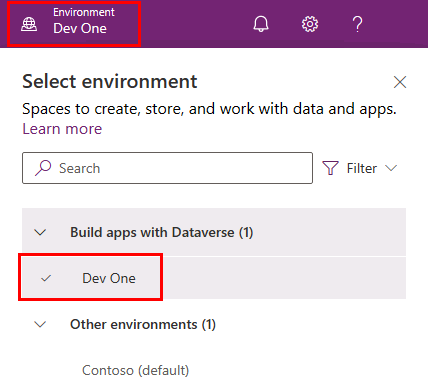 Environment
Dev One
Select environment
Spaces to create, store, and work with data and apps.
Learn more
Search
Filter
Build apps with Dataverse (1)
Dev One
Other environments (1)
Contoso (default)